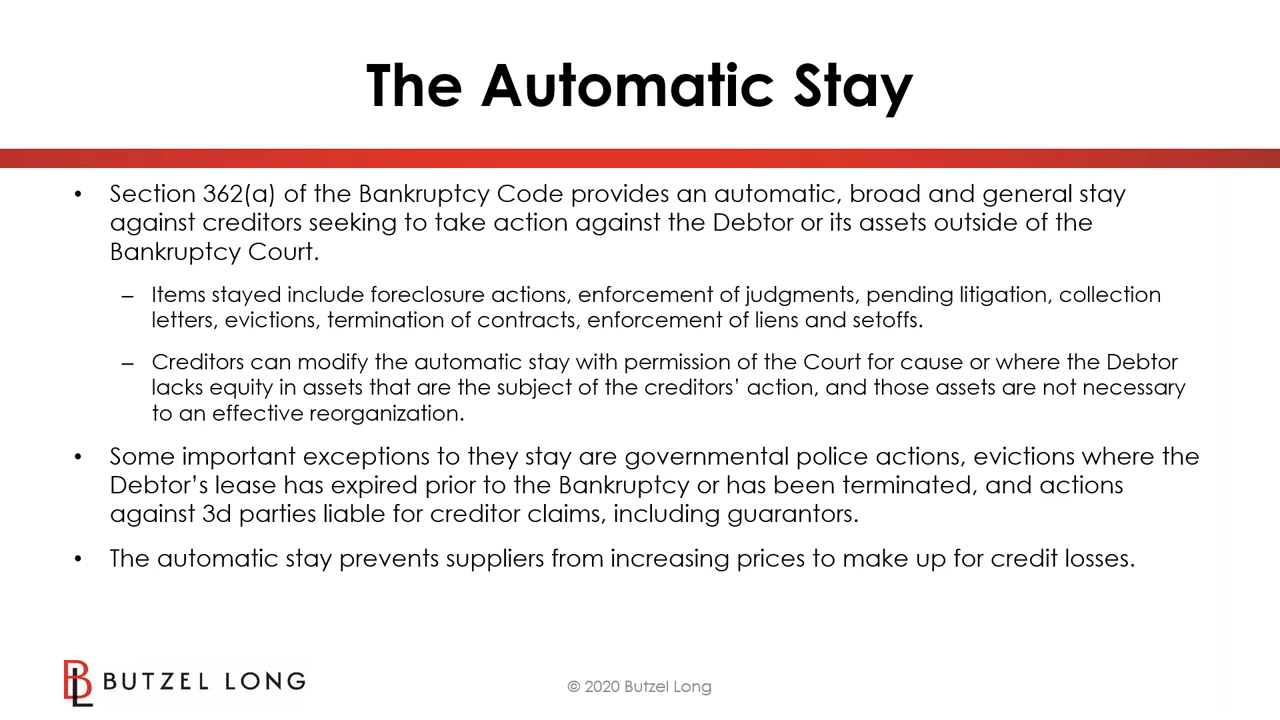 The Automatic Stay
• Section 362(a) of the Bankruptcy Code provides an automatic, broad and general stay
against creditors seeking to take action against the Debtor or its assets outside of the
Bankruptcy Court.
– Items stayed include foreclosure actions, enforcement of judgments, pending litigation, collection
letters, evictions, termination of contracts, enforcement of liens and setoffs.
– Creditors can modify the automatic stay with permission of the Court for cause or where the Debtor
lacks equity in assets that are the subject of the creditors’ action, and those assets are not necessary
to an effective reorganization.
• Some important exceptions to they stay are governmental police actions, evictions where the
Debtor’s lease has expired prior to the Bankruptcy or has been terminated, and actions
against 3d parties liable for creditor claims, including guarantors.
• The automatic stay prevents suppliers from increasing prices to make up for credit losses.
BL BUTZEL LONG
© 2020 Butzel Long